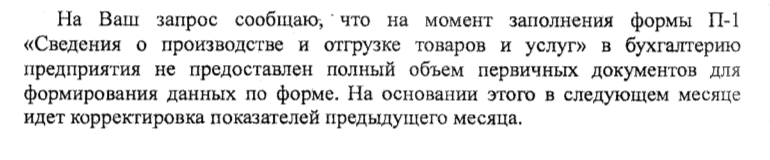 На Ваш запрос сообщаю, что на момент заполнения формы П-1
«Сведения о производстве и отгрузке товаров и услуг» в бухгалтерию
предприятия не предоставлен полный объем первичных документов для
формирования данных по форме. На основании этого в следующем месяце
идет корректировка показателей предыдущего месяца.